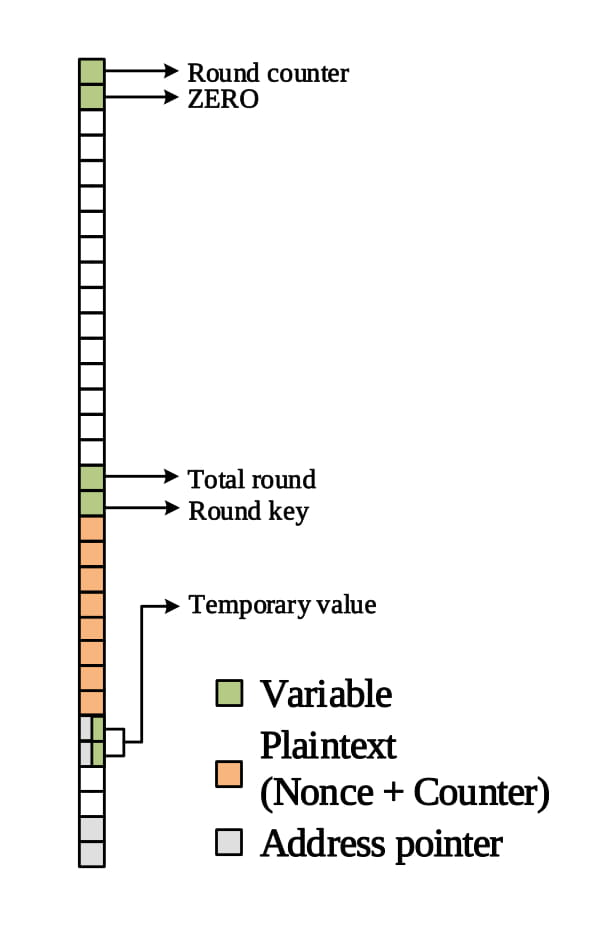 Round counter
ZERO
Total round
Round key
Temporary value
Variable
Plaintext
(Nonce + Counter)
Address pointer